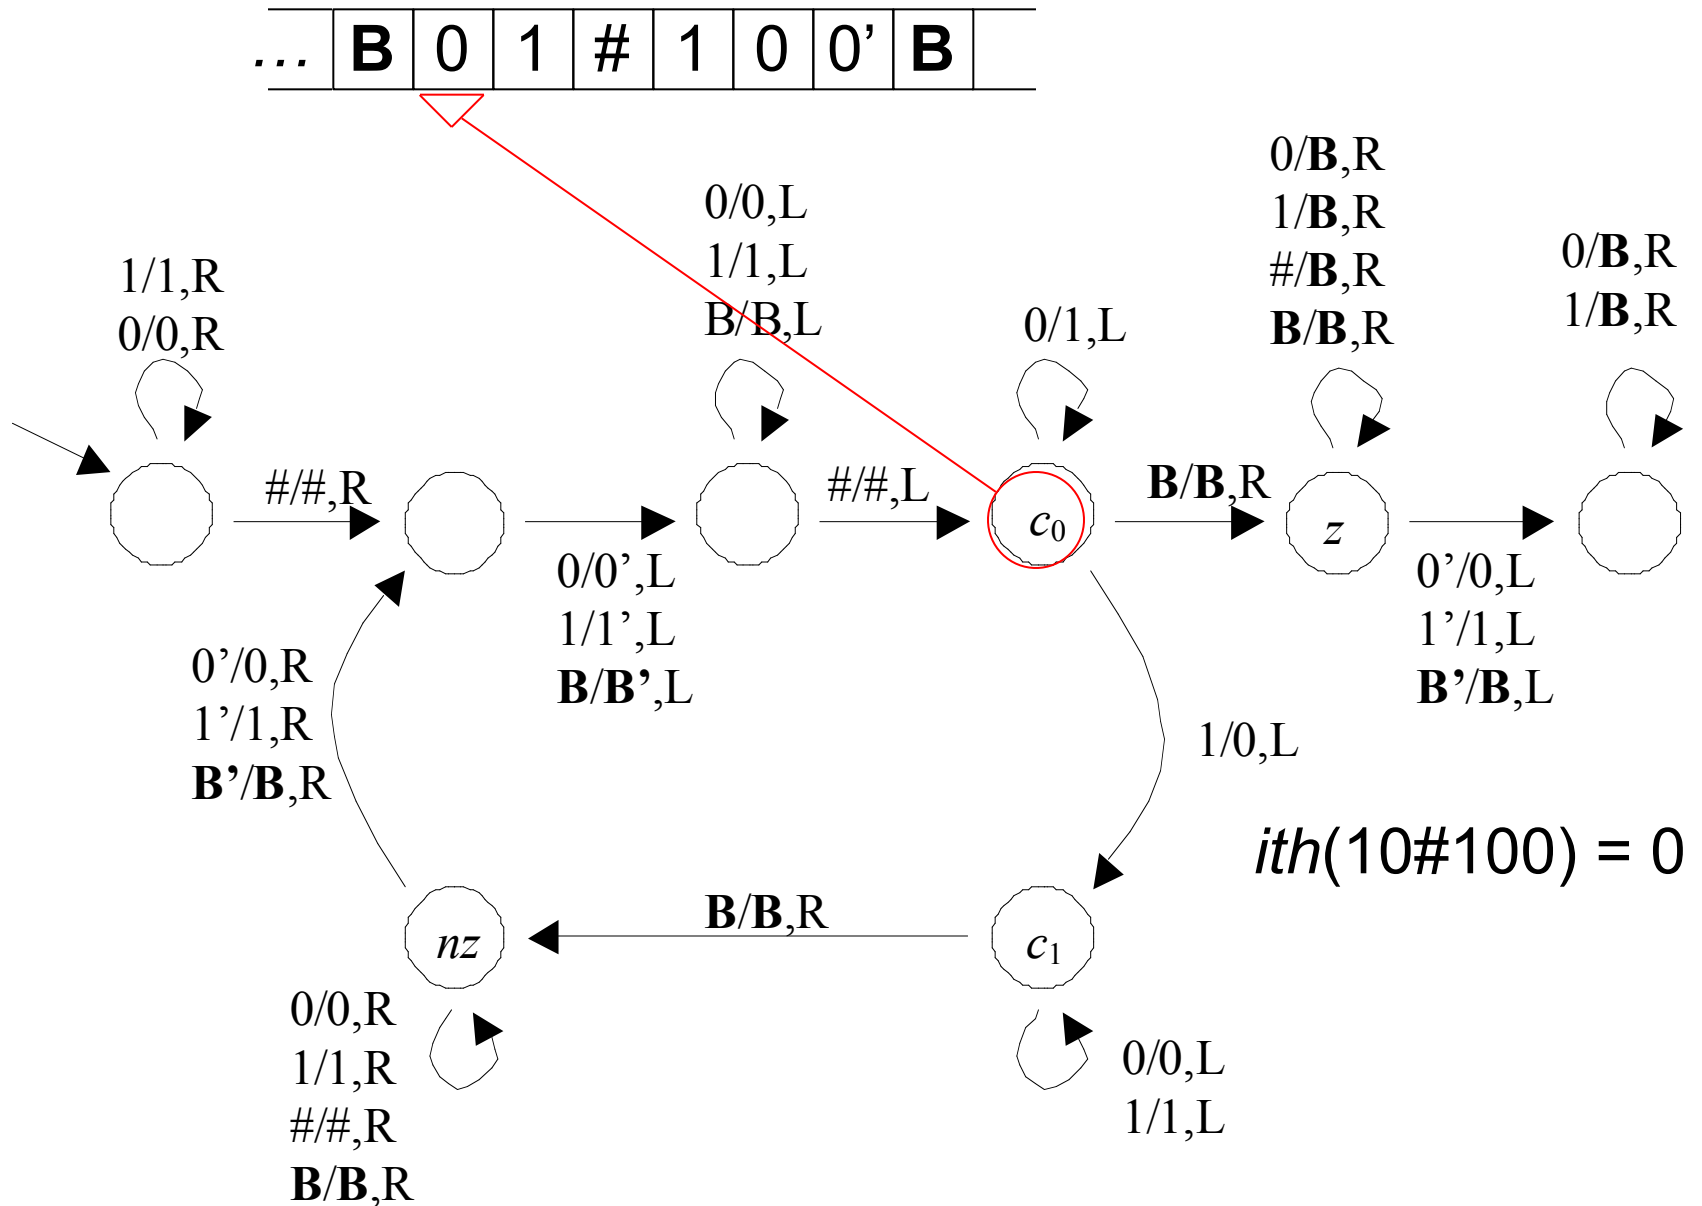 ... B 0 1 # 1 0 0’ B
0/B,R
1/B,R
#/B,R
B/B,R
0/0,L
1/1,L
B/B,L
0/B,R
1/B,R
1/1,R
0/0,R
0/1,L
#/#,R
#/#,L
B/B,R
c0
z
0/0’,L
1/1’,L
B/B’,L
0’/0,L
1’/1,L
B’/B,L
0’/0,R
1’/1,R
B’/B,R
1/0,L
ith(10#100) = 0
B/B,R
nz
c1
0/0,R
1/1,R
#/#,R
B/B,R
0/0,L
1/1,L